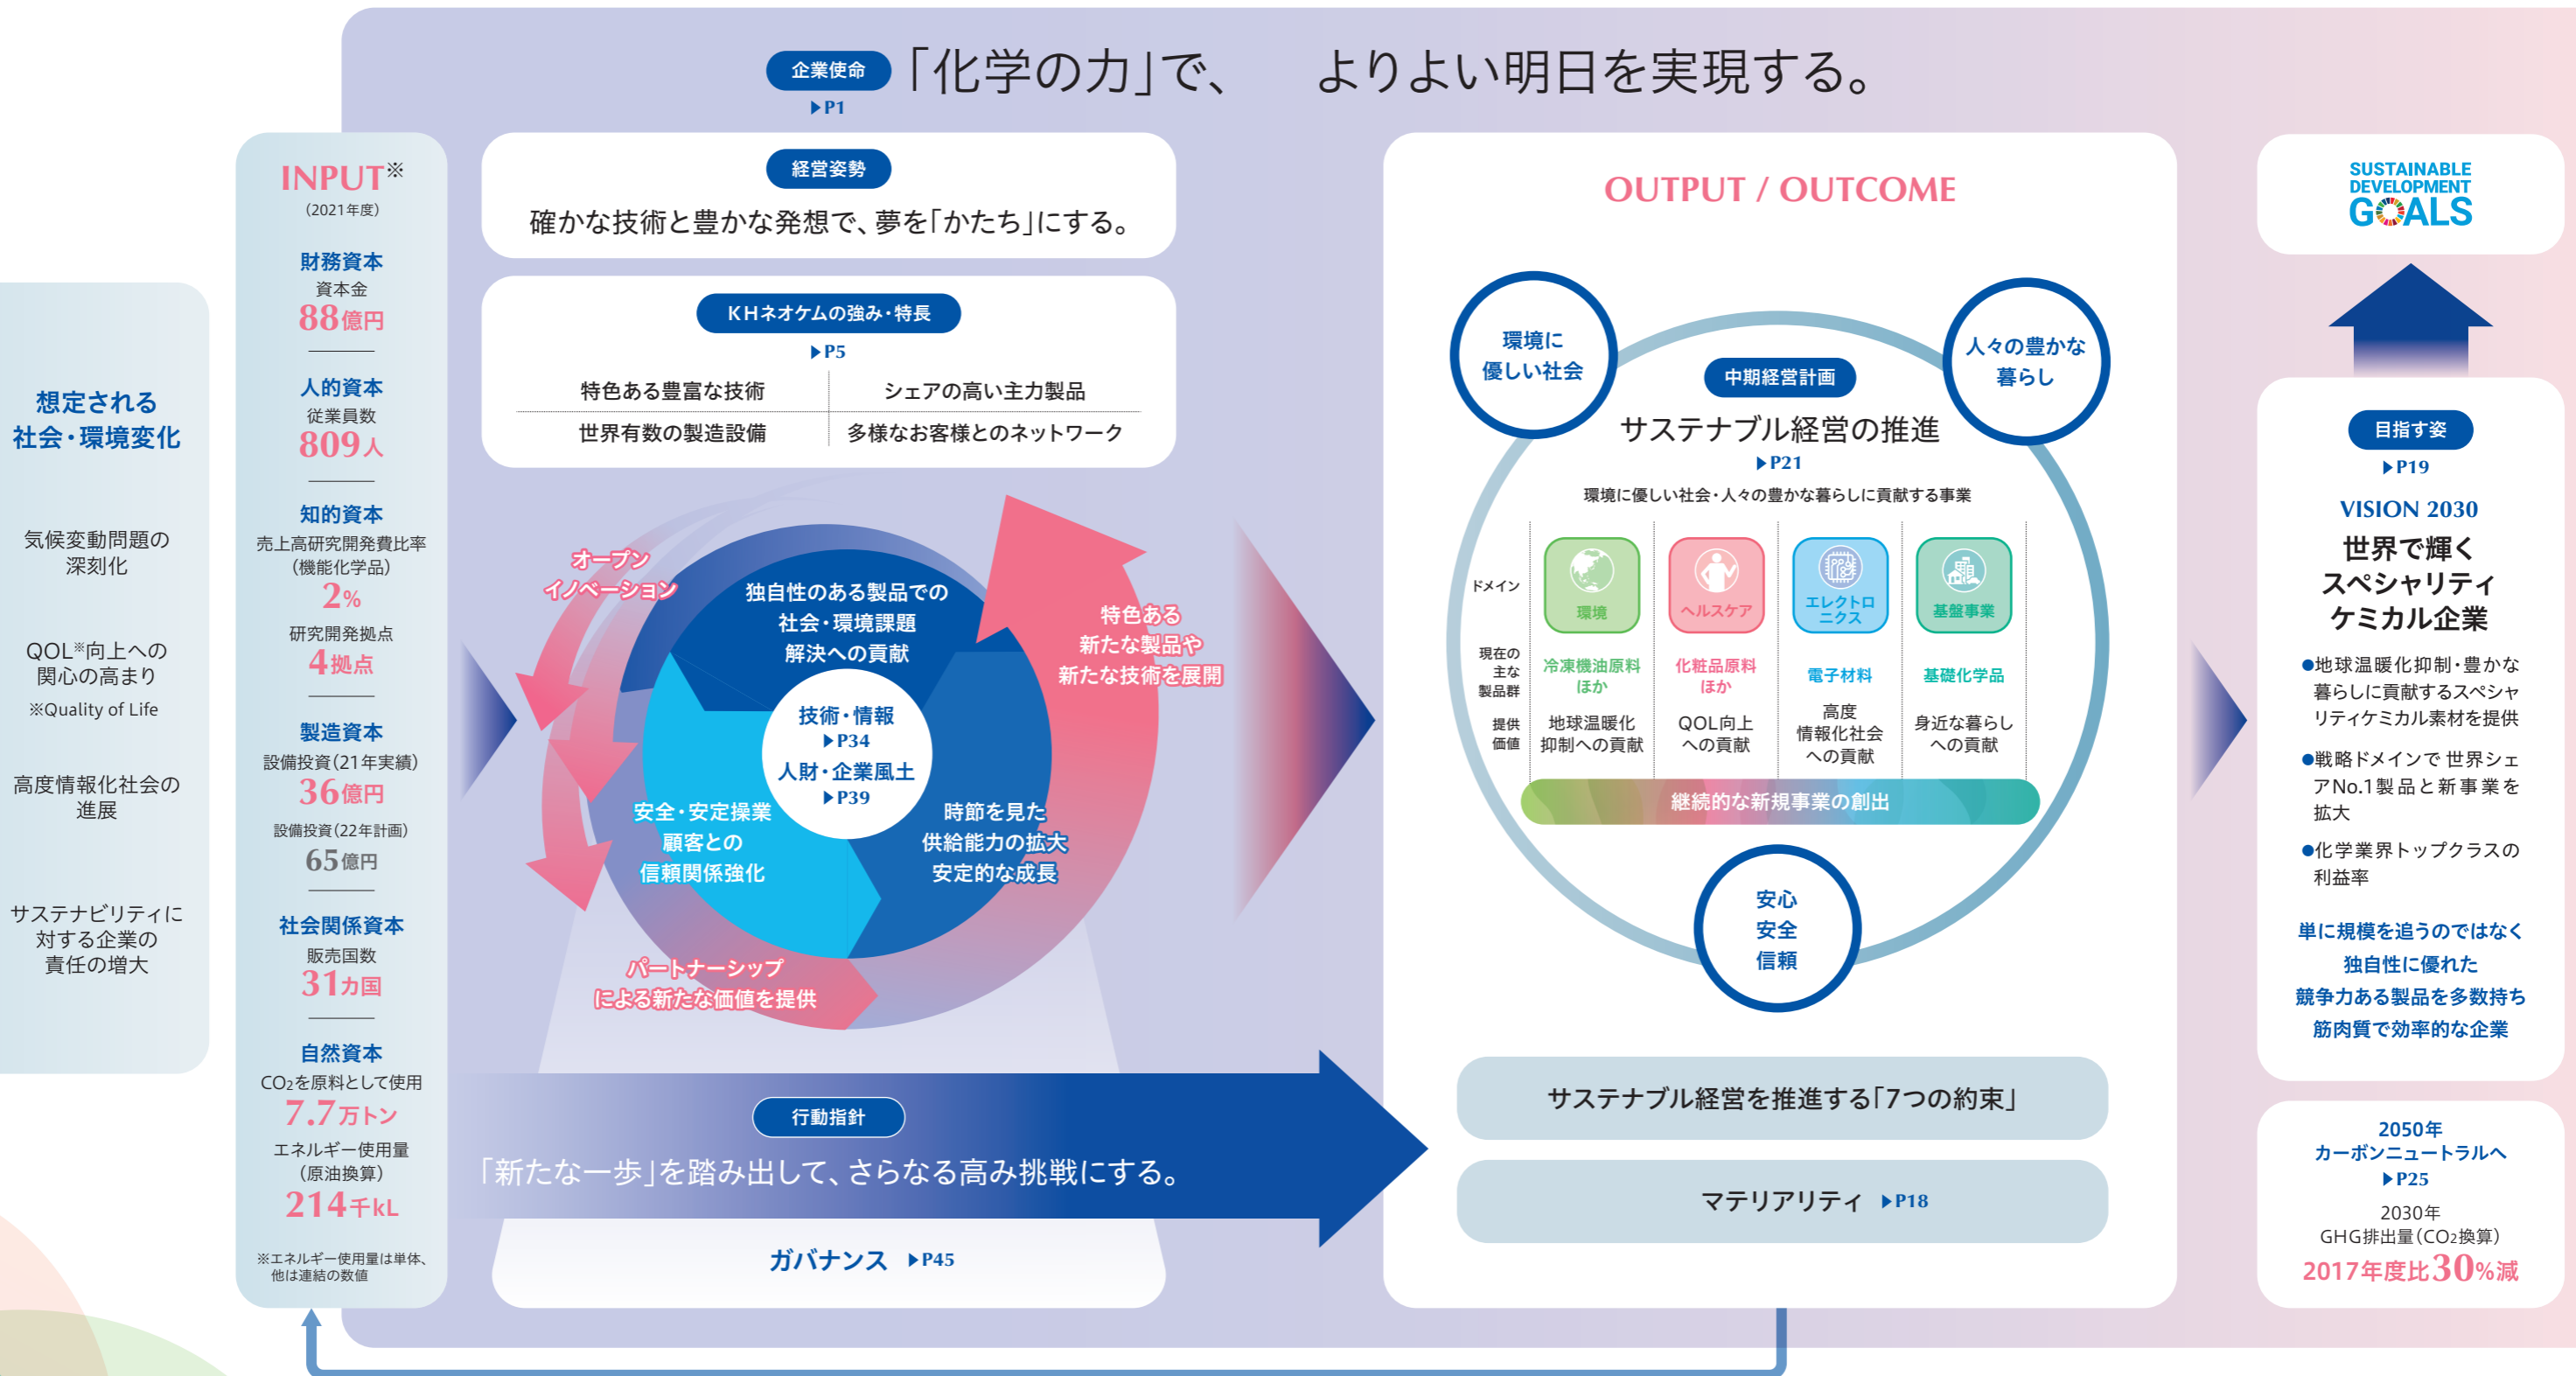 企業使命
「化学の力」で、 よりよい明日を実現する。
▶P1
想定される
社会・環境変化
気候変動問題の
深刻化
QOL※向上への
関心の高まり
※Quality of Life
高度情報化社会の
進展
サステナビリティに
対する企業の
責任の増大
INPUT※
(2021年度)
財務資本
資本金
88億円
人的資本
従業員数
809人
知的資本
売上高研究開発費比率
(機能化学品)
2%
研究開発拠点
4拠点
製造資本
設備投資(21年実績)
36億円
設備投資(22年計画)
65億円
社会関係資本
販売国数
31カ国
自然資本
CO2を原料として使用
7.7万トン
エネルギー使用量
(原油換算)
214千kL
※エネルギー使用量は単体、
他は連結の数値
経営姿勢
確かな技術と豊かな発想で、夢を「かたち」にする。
KHネオケムの強み・特長
▶P5
特色ある豊富な技術
シェアの高い主力製品
世界有数の製造設備
多様なお客様とのネットワーク
オープン
イノベーション
独自性のある製品での
社会・環境課題
解決への貢献
特色ある
新たな製品や
新たな技術を展開
技術・情報
▶P34
人財・企業風土
▶P39
安全・安定操業
顧客との
信頼関係強化
時節を見た
供給能力の拡大
安定的な成長
パートナーシップ
による新たな価値を提供
行動指針
「新たな一歩」を踏み出して、さらなる高み挑戦にする。
ガバナンス ▶P45
OUTPUT / OUTCOME
環境に
優しい社会
人々の豊かな
暮らし
中期経営計画
サステナブル経営の推進
▶P21
環境に優しい社会・人々の豊かな暮らしに貢献する事業
ドメイン
環境
ヘルスケア
エレクトロ
ニクス
基盤事業
現在の
主な
製品群
冷凍機油原料
ほか
化粧品原料
ほか
電子材料
基礎化学品
提供
価値
地球温暖化
抑制への貢献
QOL向上
への貢献
高度
情報化社会
への貢献
身近な暮らし
への貢献
継続的な新規事業の創出
安心
安全
信頼
サステナブル経営を推進する「7つの約束」
マテリアリティ ▶P18
SUSTAINABLE
DEVELOPMENT
GOALS
目指す姿
▶P19
VISION 2030
世界で輝く
スペシャリティ
ケミカル企業
●地球温暖化抑制・豊かな
暮らしに貢献するスペシャ
リティケミカル素材を提供
●戦略ドメインで 世界シェ
アNo.1製品と新事業を
拡大
●化学業界トップクラスの
利益率
単に規模を追うのではなく
独自性に優れた
競争力ある製品を多数持ち
筋肉質で効率的な企業
2050年
カーボンニュートラルへ
▶P25
2030年
GHG排出量(CO2換算)
2017年度比30%減